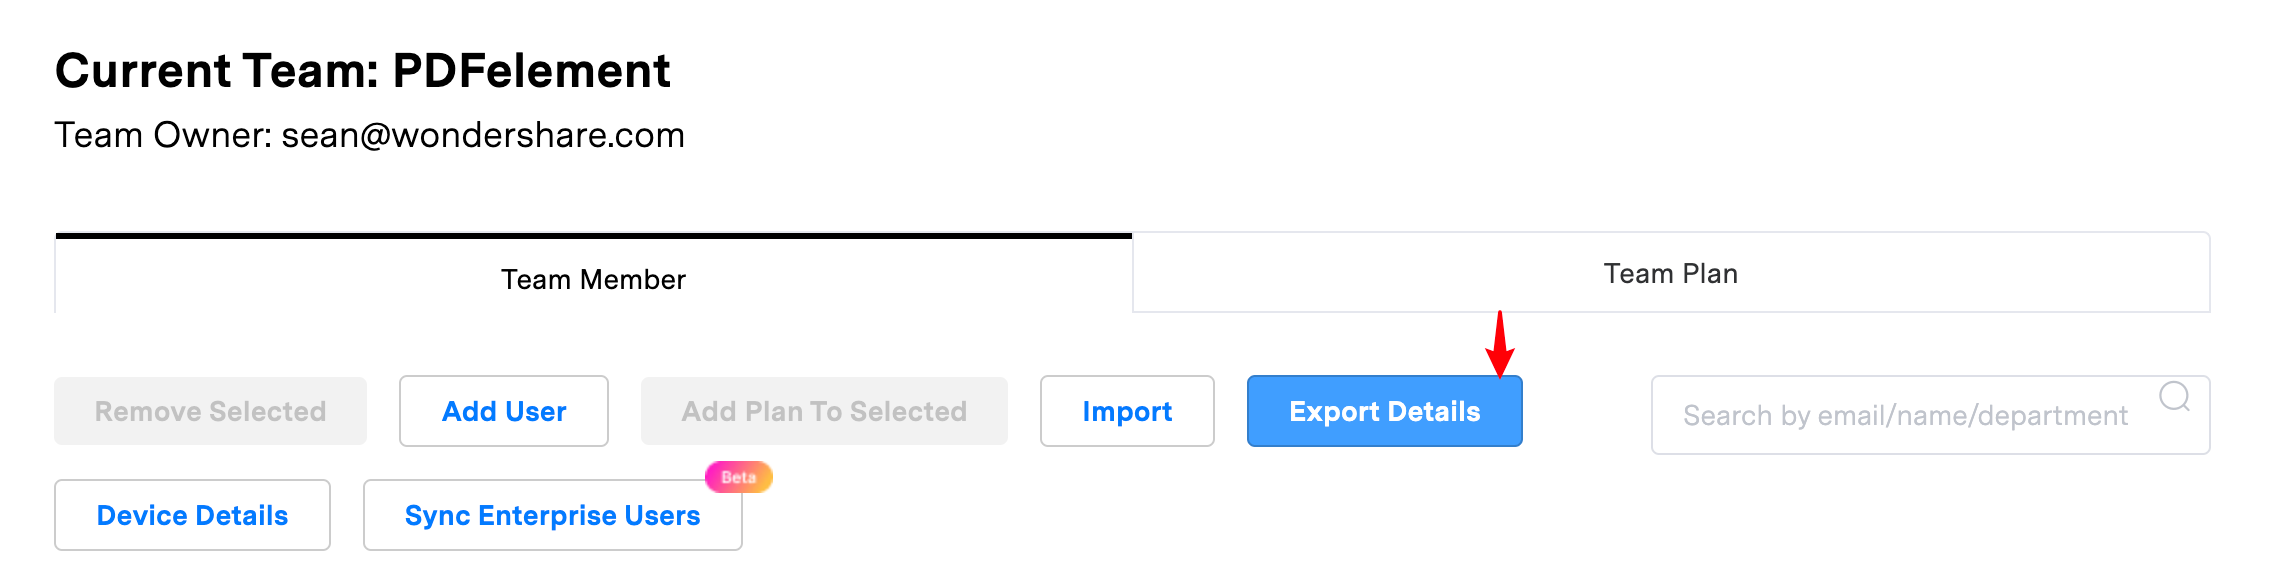 Current Team: PDFelement
Team Owner: sean@wondershare.com
Team Member
Team Plan
Remove Selected
Add User
Add Plan To Selected
Import
Export Details
Search by email/name/department
Device Details
Sync Enterprise Users
Beta